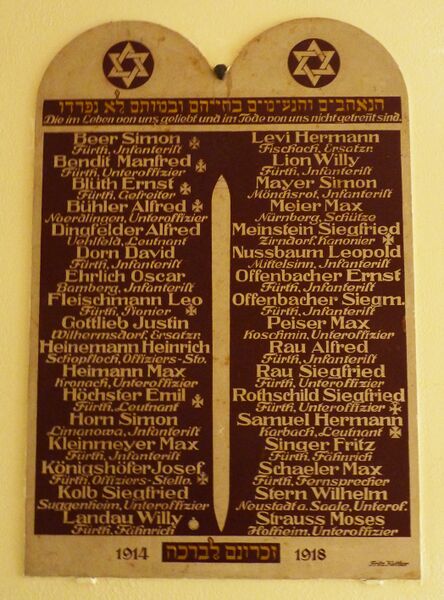 הנאהבים והנעימים בחייהם ובמותם לא נפרדו
Die im Leben von uns geliebt und im Tode von uns nicht getrennt sind.
Beer Simon
Fürth, Infanterist
Bendit Manfred
Fürth, Unteroffizier
Blüth Ernst
Fürth, Gefreiter
Bühler Alfred
Noerdlingen, Unteroffizier
Dingfelder Alfred
Uehlfeld, Leutnant
Dorn David
Fürth, Infanterist
Ehrlich Oscar
Bamberg, Infanterist
Fleischmann Leo
Fürth, Pionier
Gottlieb Justin
Wilhermsdorf, Ersatzr.
Heinemann Heinrich
Schopfloch, Offiziers-Stv.
Heimann Max
Kronach, Unteroffizier
Höchster Emil
Fürth, Leutnant
Horn Simon
Limanowa, Infanterist
Kleinmeyer Max
Fürth, Infanterist
Königshöfer Josef
Fürth, Offiziers-Stelle.
Kolb Siegfried
Suggenheim, Unteroffizier
Landau Willy
Fürth, Fähnrich
Levi Hermann
Fischach, Ersatzr.
Lion Willy
Fürth, Infanterist
Mayer Simon
Möndisrot, Infanterist
Meier Max
Nürnberg, Schütze
Meinstein Siegfried
Zirndorf, Kanonier
Nussbaum Leopold
Mittelsinn, Infanterist
Offenbacher Ernst
Fürth, Infanterist
Offenbacher Siegm.
Fürth, Infanterist
Peiser Max
Koschmin, Unteroffizier
Rau Alfred
Fürth, Infanterist
Rau Siegfried
Fürth, Unteroffizier
Rothschild Siegfried
Fürth, Unteroffizier
Samuel Hermann
Karbach, Leutnant
Singer Fritz
Fürth, Fähnrich
Schaeler Max
Fürth, Fernsprecher
Stern Wilhelm
Neustadt a. Saale, Unterof.
Strauss Moses
Hofheim, Unteroffizier
1914 זכרונם לברכה 1918